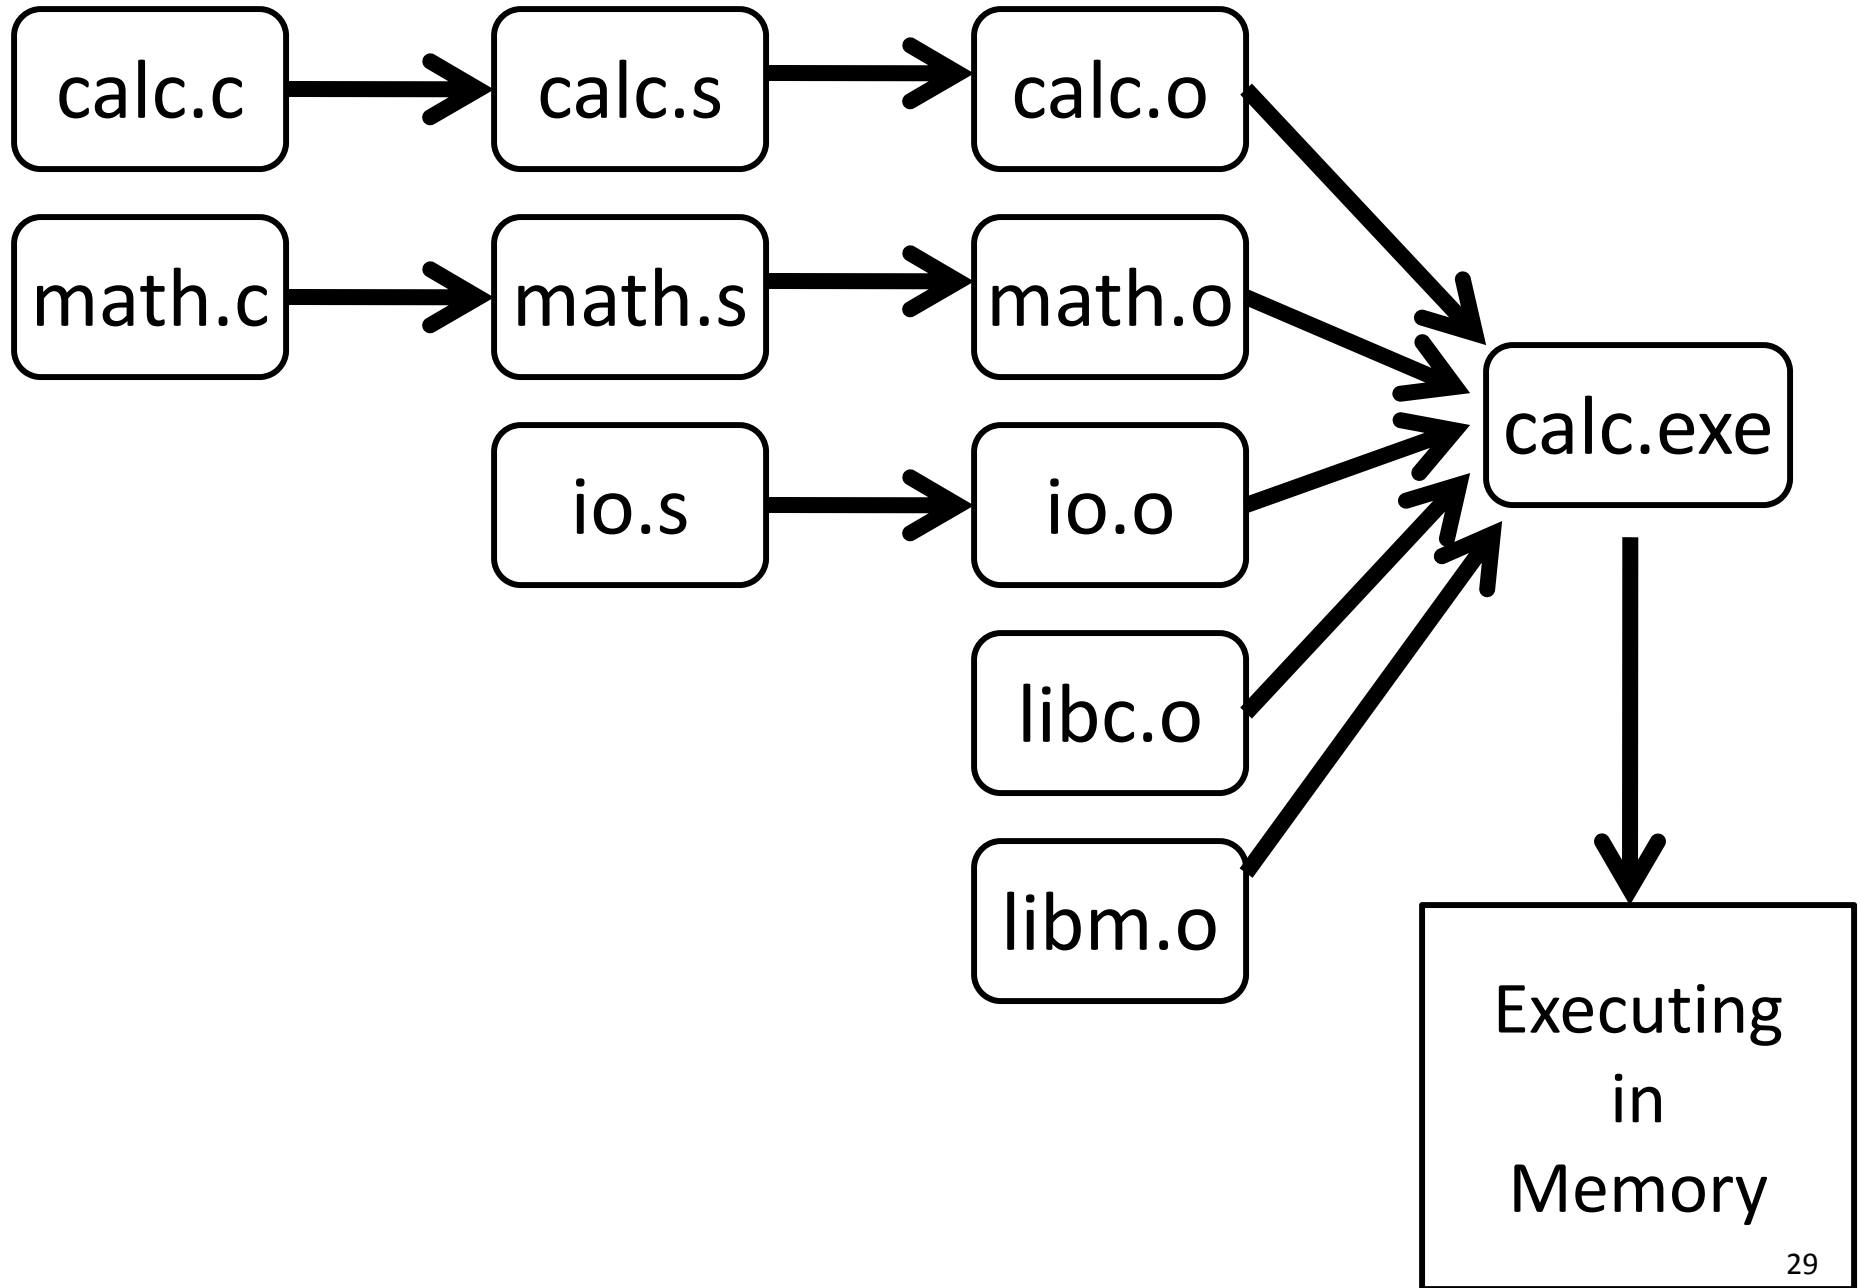 calc.c
calc.s
calc.o
math.c
math.s
math.o
calc.exe
io.s
io.o
libc.o
libm.o
Executing
in
Memory
29